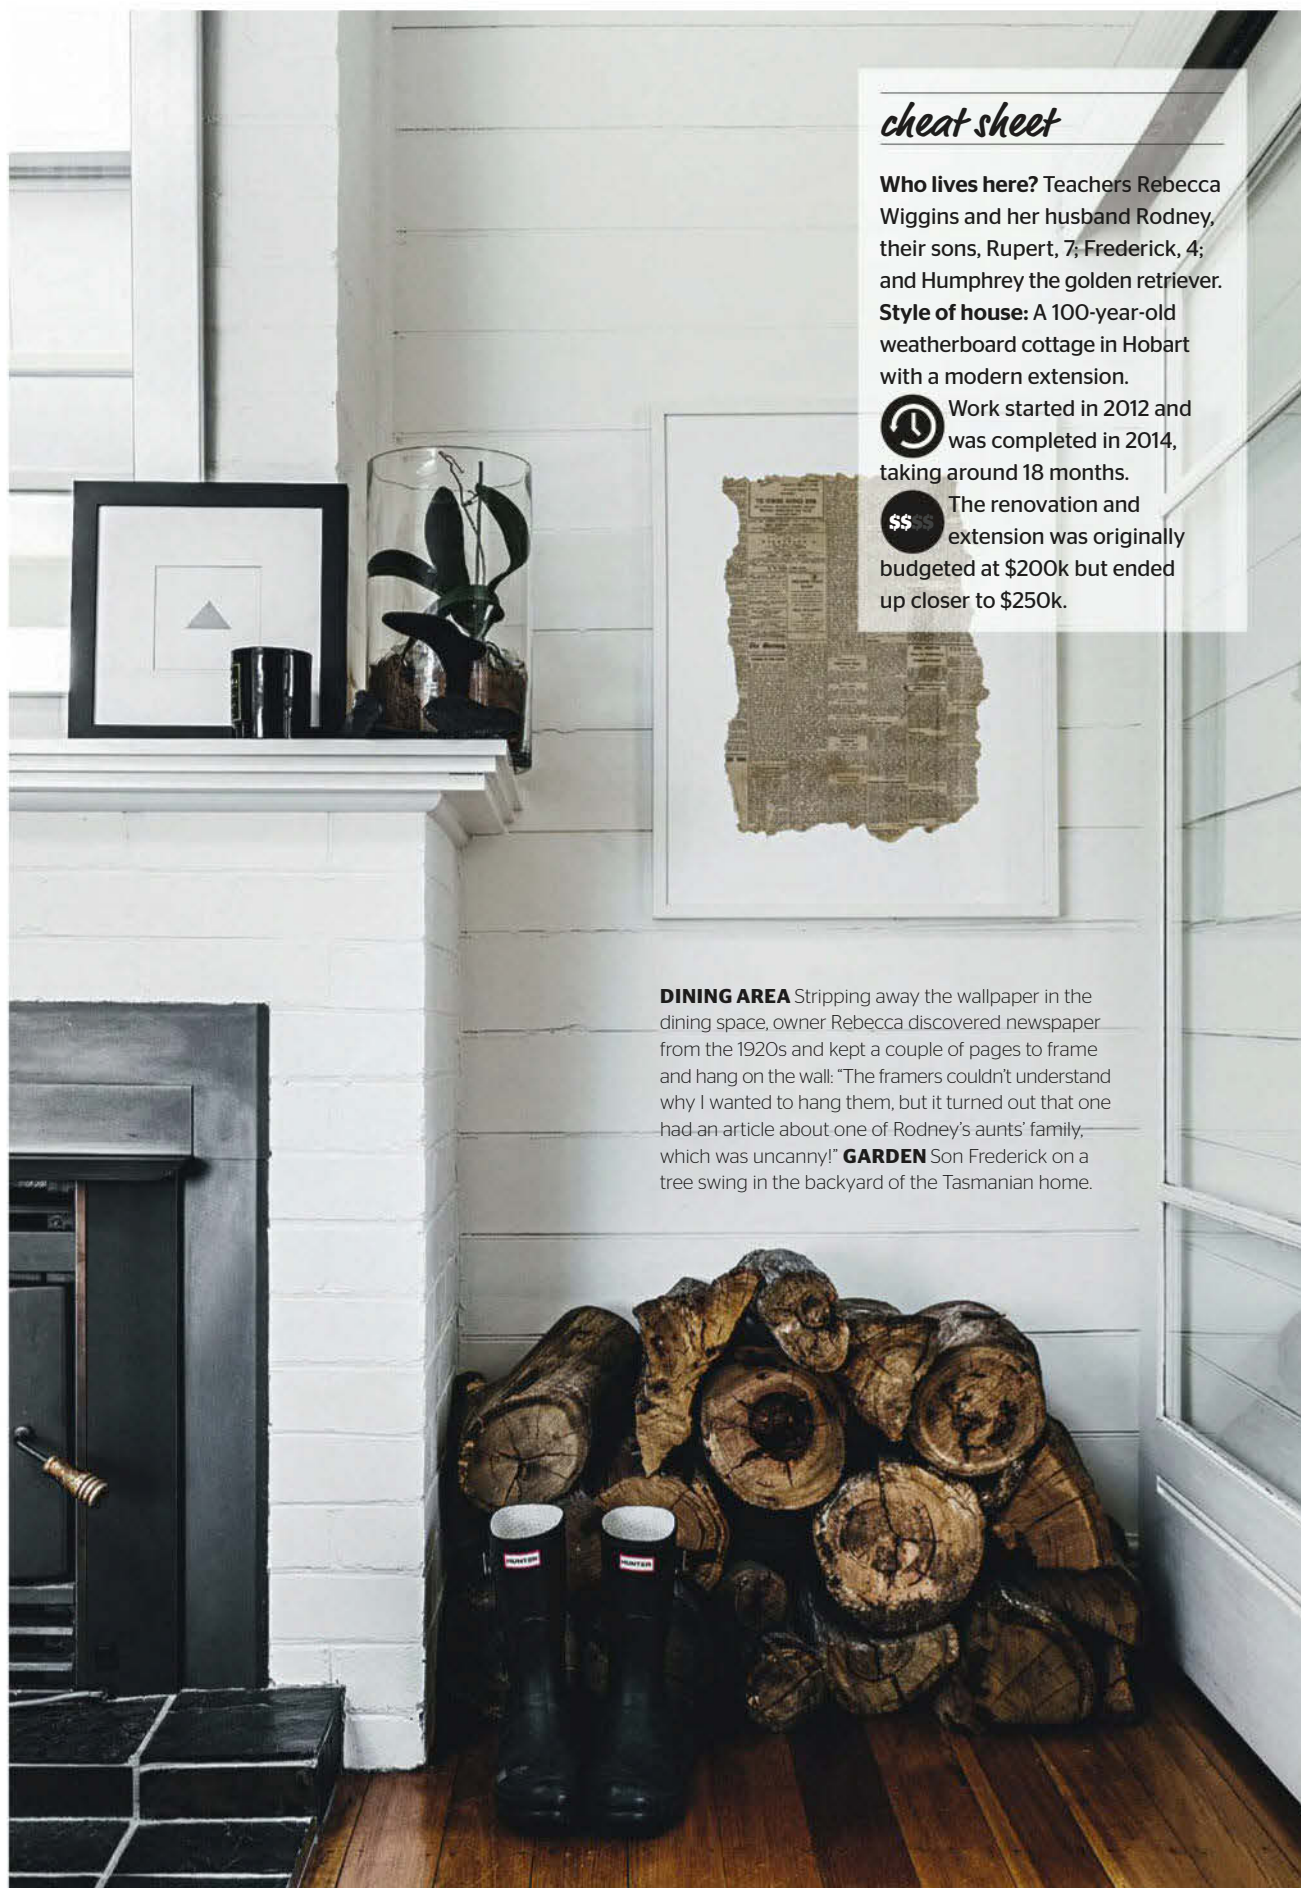 cheat sheet
Who lives here? Teachers Rebecca
Wiggins and her husband Rodney,
their sons, Rupert, 7; Frederick, 4;
and Humphrey the golden retriever.
Style of house: A 100-year-old
weatherboard cottage in Hobart
with a modern extension.
Work started in 2012 and
was completed in 2014,
taking around 18 months.
The renovation and
$$$$
extension was originally
budgeted at $200k but ended
up closer to $250k.
DINING AREA Stripping away the wallpaper in the
dining space, owner Rebecca discovered newspaper
from the 1920s and kept a couple of pages to frame
and hang on the wall: “The framers couldn’t understand
why I wanted to hang them, but it turned out that one
had an article about one of Rodney’s aunts’ family,
which was uncanny!” GARDEN Son Frederick on a
tree swing in the backyard of the Tasmanian home.
HUNTER
HUNTER